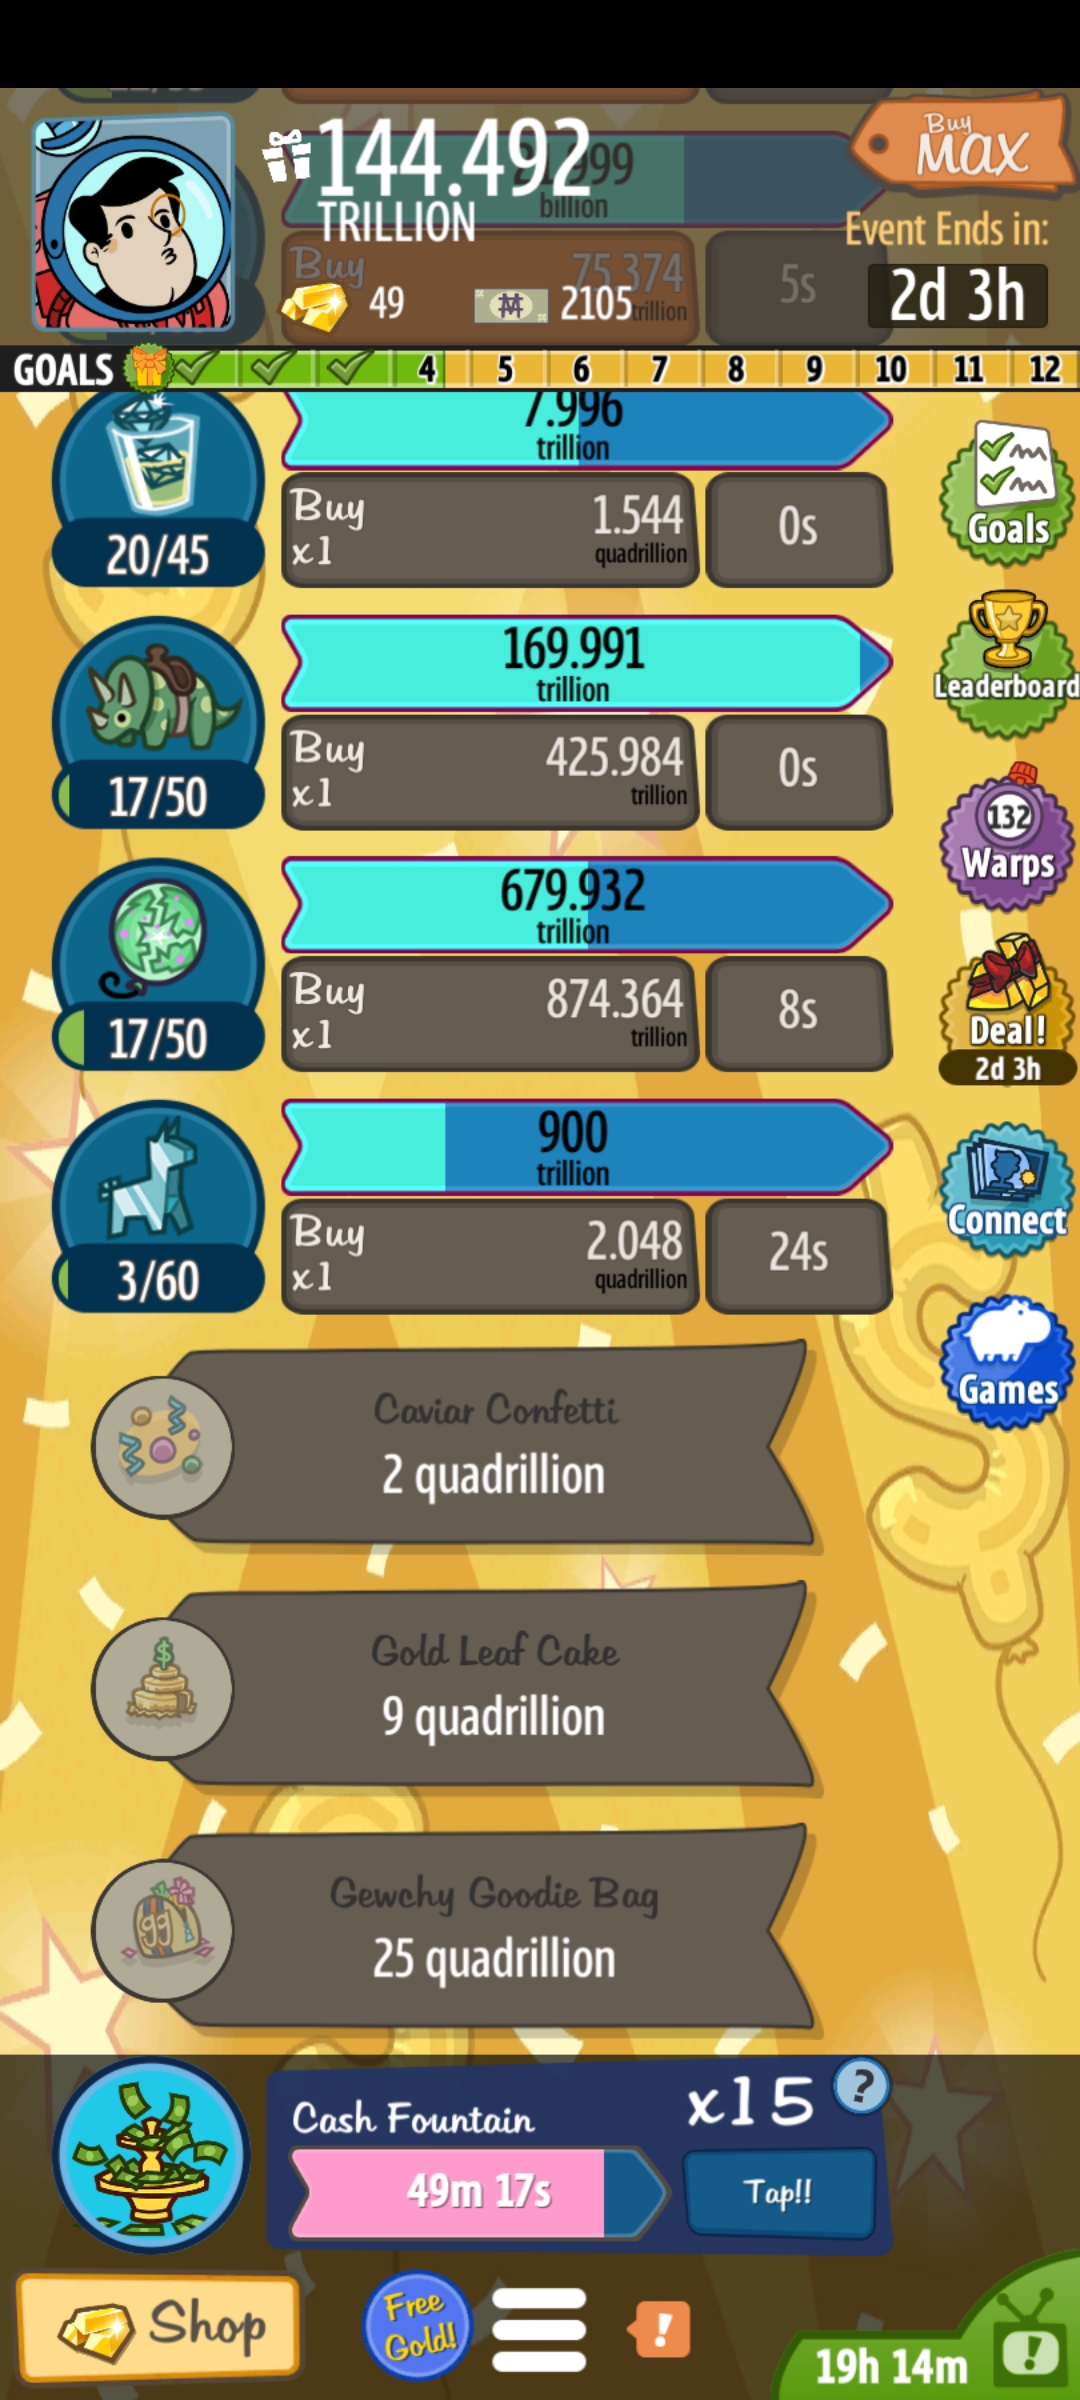 144.492
TRILLION
21.999
billion
Buy
MAX
Event Ends in:
2d 3h
Buy
75.374
trillion
5s
49
2105
GOALS 4 5 6 7 8 9 10 11 12
7.996
trillion
20/45
Buy
x1
1.544
quadrillion
0s
Goals
169.991
trillion
17/50
Buy
x1
425.984
trillion
0s
Leaderboard
132
Warps
679.932
trillion
17/50
Buy
x1
874.364
trillion
8s
Deal!
2d 3h
900
trillion
3/60
Buy
x1
2.048
quadrillion
24s
Connect
Games
Caviar Confetti
2 quadrillion
$
Gold Leaf Cake
9 quadrillion
gg
Gewchy Goodie Bag
25 quadrillion
Cash Fountain
x15
?
49m 17s
Tap!!
Shop
Free
Gold!
!
19h 14m
!